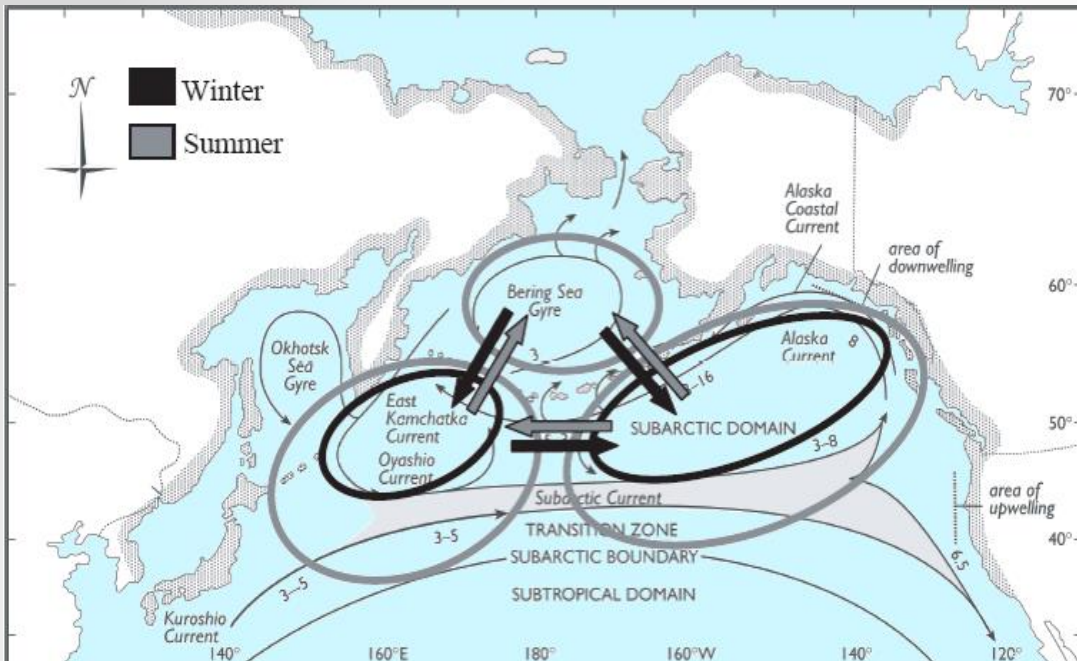 N
Winter
Summer
70°
60°
50°
40°
Alaska
Coastal
Current
area of
downwelling
Bering Sea
Gyre
3
Okhotsk
Sea
Gyre
Alaska
Current
8
East
Kamchatka
Current
Oyashio
Current
SUBARCTIC DOMAIN
3–8
Subarctic Current
area of
upwelling
TRANSITION ZONE
3–5
SUBARCTIC BOUNDARY
6.5
3–5
SUBTROPICAL DOMAIN
Kuroshio
Current
140°
160°E
180°
160°W
140°
120°